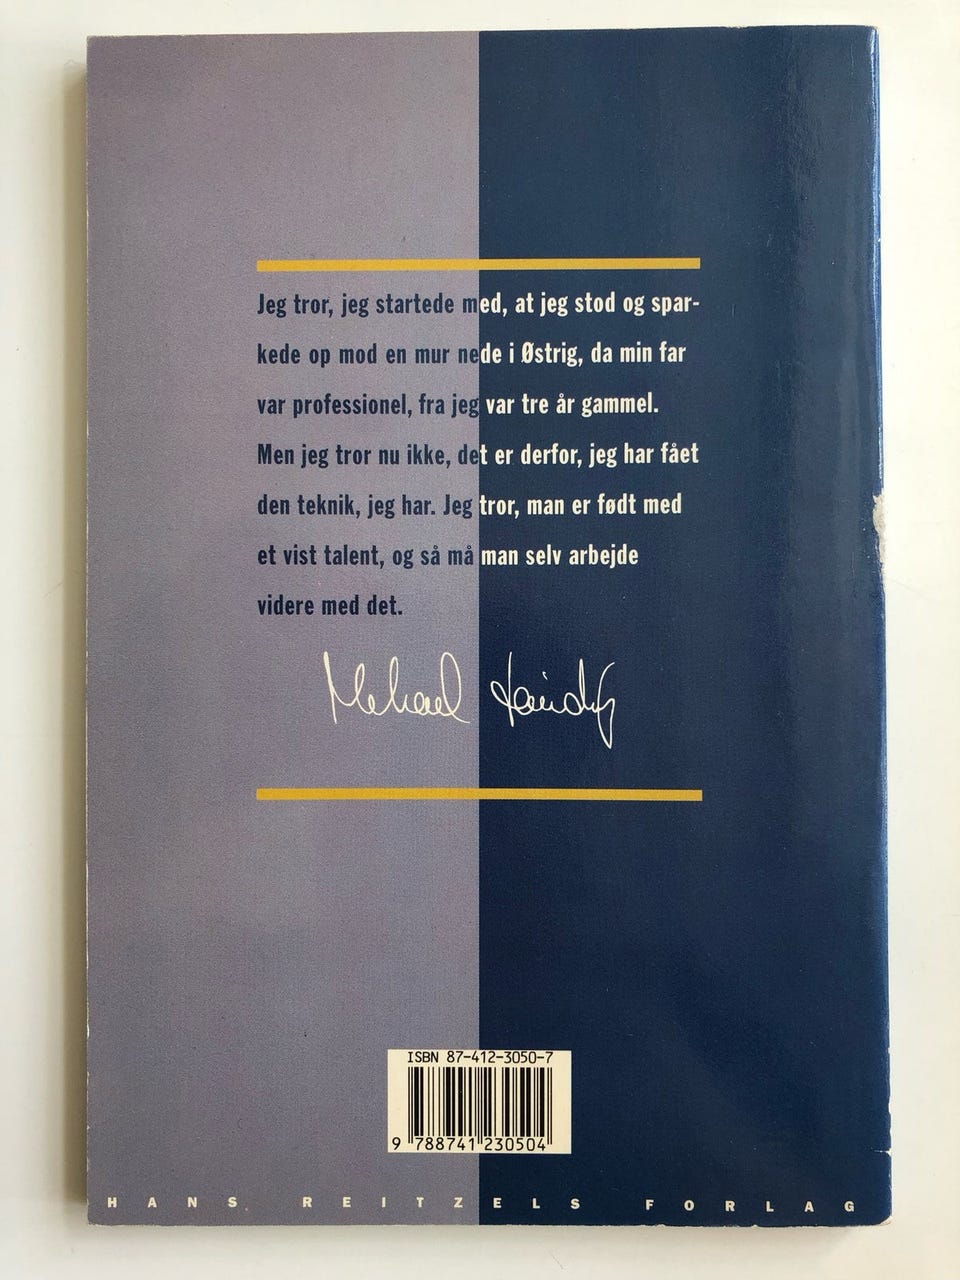 Jeg tror, jeg startede med, at jeg stod og spar-
kede op mod en mur nede i Østrig, da min far
var professionel, fra jeg var tre år gammel.
Men jeg tror nu ikke, det er derfor, jeg har fået
den teknik, jeg har. Jeg tror, man er født med
et vist talent, og så må man selv arbejde
videre med det.
Michael Laudrup
ISBN 87-412-3050-7
9 788741 230504
HANS REITZELS FORLAG